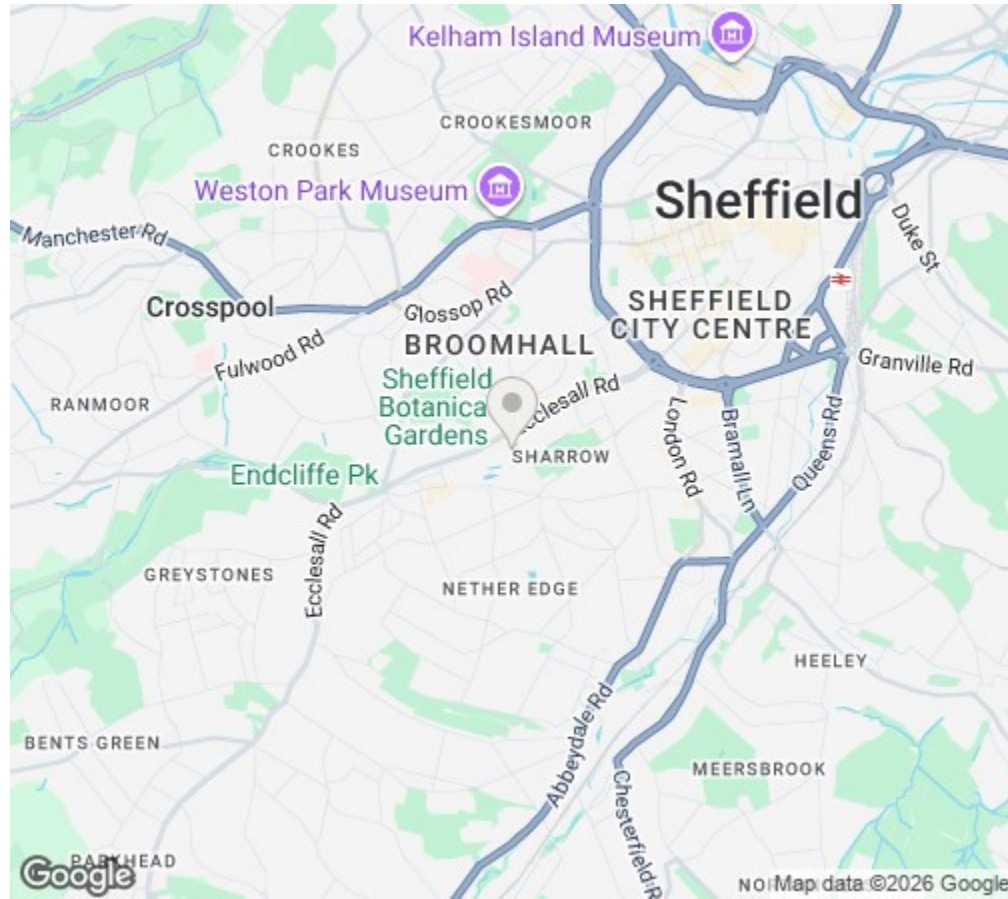 Kelham Island Museum
CROOKESMOOR
CROOKES
Weston Park Museum
Sheffield
Manchester Rd
Duke St
Crosspool
Glossop Rd
SHEFFIELD
CITY CENTRE
BROOMHALL
Fulwood Rd
Granville Rd
Sheffield
Botanica
Gardens
Ecclesall Rd
RANMOOR
London Rd
Bramall Ln
Queens Rd
SHARROW
Endcliffe Pk
Ecclesall Rd
GREYSTONES
NETHER EDGE
HEELEY
Abbeydale Rd
BENTS GREEN
MEERSBROOK
Chesterfield R
PARKHEAD
Google
Map data ©2026 Google